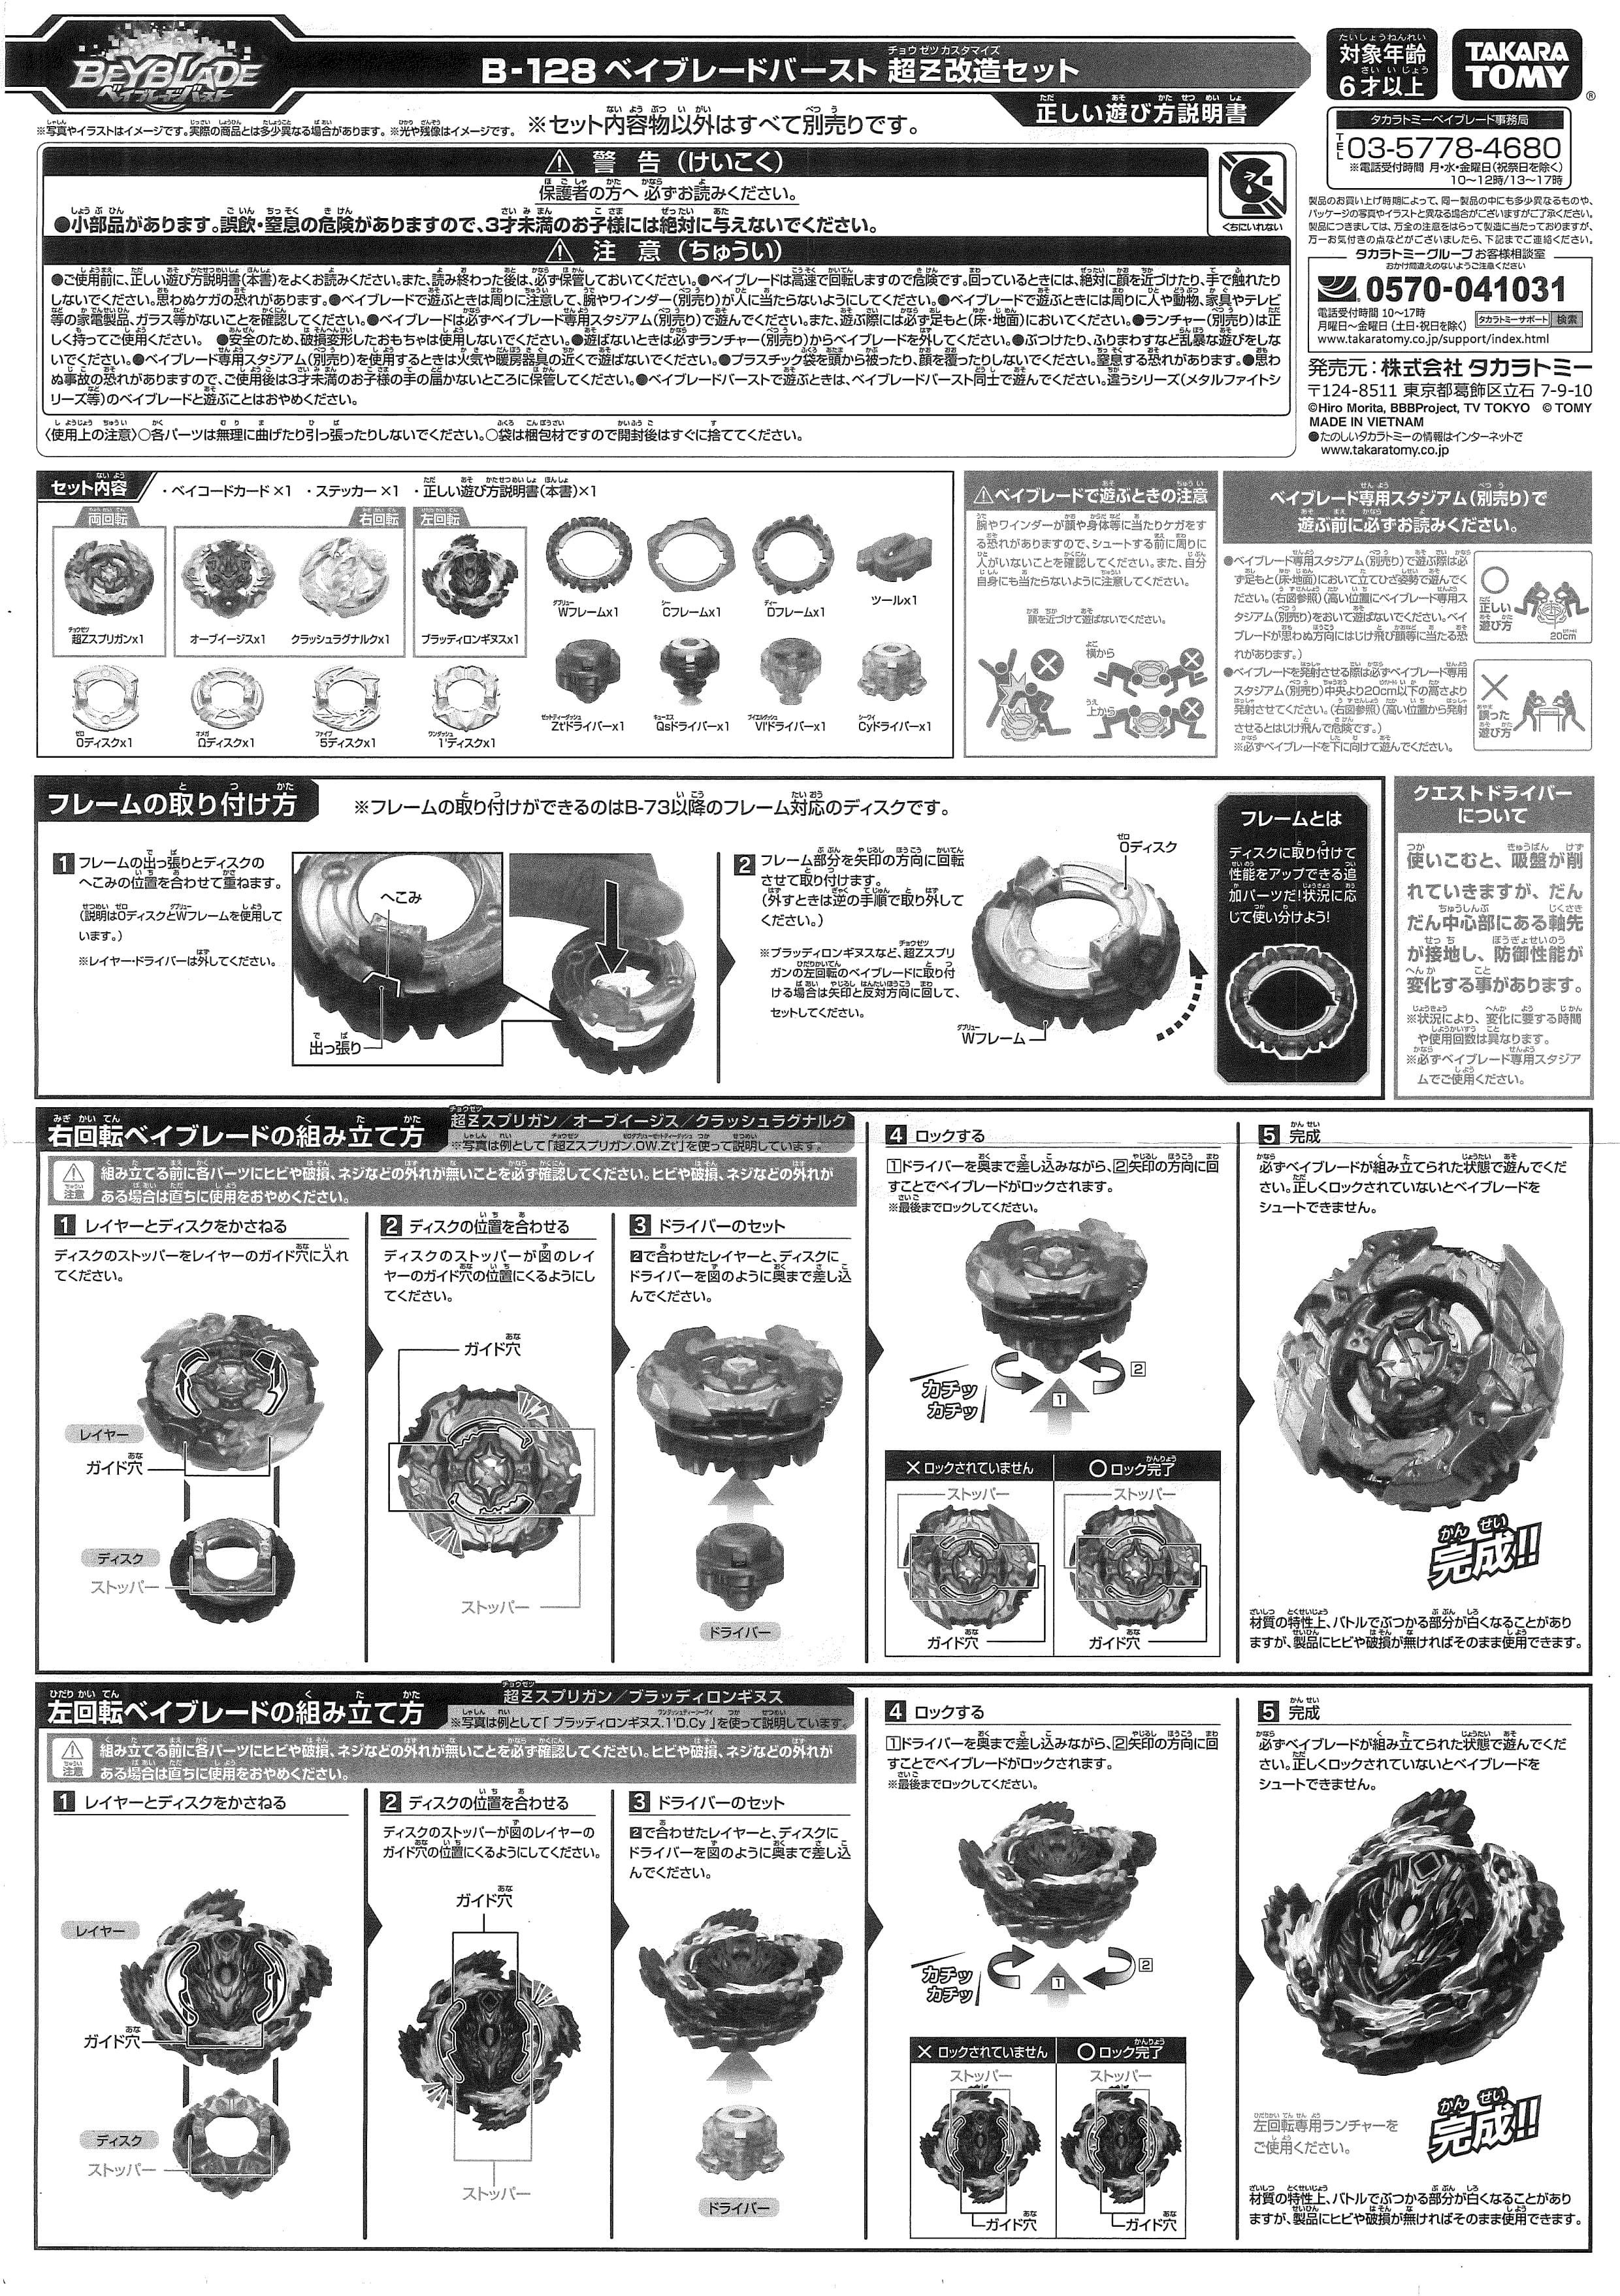 BEYBLADE
ベイブレードバースト
B-128 ベイブレードバースト 超Z改造セット
チョウゼツカスタマイズ
正しい遊び方説明書
対象年齢
6才以上
TAKARA
TOMY
※写真やイラストはイメージです。実際の商品とは多少異なる場合があります。※光や残像はイメージです。
※セット内容物以外はすべて別売りです。
タカラトミーベイブレード事務局
TEL 03-5778-4680
※電話受付時間 月・水・金曜日(祝祭日を除く)
10〜12時/13〜17時
製品のお買い上げ時期によって、同一製品の中にも多少異なるものや、
パッケージの写真やイラストと異なる場合がございますがご了承ください。
製品につきましては、万全の注意をはらって製造に当たっておりますが、
万一お気付きの点などがございましたら、下記までご連絡ください。
タカラトミーグループお客様相談室
おかけ間違えのないようご注意ください
0570-041031
電話受付時間 10〜17時
月曜日〜金曜日(土日・祝日を除く)
タカラトミーサポート 検索
www.takaratomy.co.jp/support/index.html
発売元:株式会社 タカラトミー
〒124-8511 東京都葛飾区立石 7-9-10
©Hiro Morita, BBBProject, TV TOKYO © TOMY
MADE IN VIETNAM
●たのしいタカラトミーの情報はインターネットで
www.takaratomy.co.jp
警 告(けいこく)
保護者の方へ 必ずお読みください。
●小部品があります。誤飲・窒息の危険がありますので、3才未満のお子様には絶対に与えないでください。
くちにいれない
注 意(ちゅうい)
●ご使用前に、正しい遊び方説明書(本書)をよくお読みください。また、読み終わった後は、必ず保管しておいてください。●ベイブレードは高速で回転しますので危険です。回っているときには、絶対に顔を近づけたり、手で触れたり
しないでください。思わぬケガの恐れがあります。●ベイブレードで遊ぶときは周りに注意して、腕やワインダー(別売り)が人に当たらないようにしてください。●ベイブレードで遊ぶときには周りに人や動物、家具やテレビ
等の家電製品、ガラス等がないことを確認してください。●ベイブレードは必ずベイブレード専用スタジアム(別売り)で遊んでください。また、遊ぶ際には必ず足もと(床・地面)においてください。●ランチャー(別売り)は正
しく持ってご使用ください。 ●安全のため、破損変形したおもちゃは使用しないでください。●遊ばないときは必ずランチャー(別売り)からベイブレードを外してください。●ぶつけたり、ふりまわすなど乱暴な遊びをしな
いでください。●ベイブレード専用スタジアム(別売り)を使用するときは火気や暖房器具の近くで遊ばないでください。●プラスチック袋を頭から被ったり、顔を覆ったりしないでください。窒息する恐れがあります。●思わ
ぬ事故の恐れがありますので、ご使用後は3才未満のお子様の手の届かないところに保管してください。●ベイブレードバーストで遊ぶときは、ベイブレードバースト同士で遊んでください。違うシリーズ(メタルファイトシ
リーズ等)のベイブレードと遊ぶことはおやめください。
〈使用上の注意〉○各パーツは無理に曲げたり引っ張ったりしないでください。○袋は梱包材ですので開封後はすぐに捨ててください。
セット内容
・ベイコードカード×1 ・ステッカー×1 ・正しい遊び方説明書(本書)×1
両回転
右回転
左回転
超Zスプリガンx1
オーブイージスx1
クラッシュラグナルクx1
ブラッディロンギヌスx1
Wフレームx1
Cフレームx1
Dフレームx1
ツールx1
0ディスクx1
Ωディスクx1
5ディスクx1
1'ディスクx1
Zt'ドライバーx1
Qsドライバーx1
Vl'ドライバーx1
Cyドライバーx1
ベイブレードで遊ぶときの注意
腕やワインダーが顔や身体等に当たりケガをす
る恐れがありますので、シュートする前に周りに
人がいないことを確認してください。また、自分
自身にも当たらないように注意してください。
顔を近づけて遊ばないでください。
横から
上から
ベイブレード専用スタジアム(別売り)で
遊ぶ前に必ずお読みください。
●ベイブレード専用スタジアム(別売り)で遊ぶ際は必
ず足もと(床・地面)において立てひざ姿勢で遊んでく
ださい。(右図参照)(高い位置にベイブレード専用ス
タジアム(別売り)をおいて遊ばないでください。ベイ
ブレードが思わぬ方向にはじけ飛び顔等に当たる恐
れがあります。)
●ベイブレードを発射させる際は必ずベイブレード専用
スタジアム(別売り)中央より20cm以下の高さより
発射させてください。(右図参照)(高い位置から発射
させるとはじけ飛んで危険です。)
※必ずベイブレードを下に向けて遊んでください。
正しい
遊び方
20cm
誤った
遊び方
フレームの取り付け方
※フレームの取り付けができるのはB-73以降のフレーム対応のディスクです。
1 フレームの出っ張りとディスクの
へこみの位置を合わせて重ねます。
(説明は0ディスクとWフレームを使用して
います。)
※レイヤー・ドライバーは外してください。
へこみ
出っ張り
2 フレーム部分を矢印の方向に回転
させて取り付けます。
(外すときは逆の手順で取り外して
ください。)
※ブラッディロンギヌスなど、超Zスプリ
ガンの左回転のベイブレードに取り付
ける場合は矢印と反対方向に回して、
セットしてください。
0ディスク
Wフレーム
フレームとは
ディスクに取り付けて
性能をアップできる追
加パーツだ!状況に応
じて使い分けよう!
クエストドライバー
について
使いこむと、吸盤が削
れていきますが、だん
だん中心部にある軸先
が接地し、防御性能が
変化する事があります。
※状況により、変化に要する時間
や使用回数は異なります。
※必ずベイブレード専用スタジア
ムでご使用ください。
右回転ベイブレードの組み立て方
超Zスプリガン/オーブイージス/クラッシュラグナルク
※写真は例として「超Zスプリガン.0W.Zt'」を使って説明しています。
注意
組み立てる前に各パーツにヒビや破損、ネジなどの外れが無いことを必ず確認してください。ヒビや破損、ネジなどの外れが
ある場合は直ちに使用をおやめください。
1 レイヤーとディスクをかさねる
ディスクのストッパーをレイヤーのガイド穴に入れ
てください。
レイヤー
ガイド穴
ディスク
ストッパー
2 ディスクの位置を合わせる
ディスクのストッパーが図のレイ
ヤーのガイド穴の位置にくるようにし
てください。
ガイド穴
ストッパー
3 ドライバーのセット
2で合わせたレイヤーと、ディスクに
ドライバーを図のように奥まで差し込
んでください。
ドライバー
4 ロックする
1ドライバーを奥まで差し込みながら、2矢印の方向に回
すことでベイブレードがロックされます。
※最後までロックしてください。
カチッ
カチッ
1
2
×ロックされていません
○ロック完了
ストッパー
ストッパー
ガイド穴
ガイド穴
5 完成
必ずベイブレードが組み立てられた状態で遊んでくだ
さい。正しくロックされていないとベイブレードを
シュートできません。
完成!!
材質の特性上、バトルでぶつかる部分が白くなることがあり
ますが、製品にヒビや破損が無ければそのまま使用できます。
左回転ベイブレードの組み立て方
超Zスプリガン/ブラッディロンギヌス
※写真は例として「ブラッディロンギヌス.1'D.Cy」を使って説明しています。
注意
組み立てる前に各パーツにヒビや破損、ネジなどの外れが無いことを必ず確認してください。ヒビや破損、ネジなどの外れが
ある場合は直ちに使用をおやめください。
1 レイヤーとディスクをかさねる
レイヤー
ガイド穴
ディスク
ストッパー
2 ディスクの位置を合わせる
ディスクのストッパーが図のレイヤーの
ガイド穴の位置にくるようにしてください。
ガイド穴
ストッパー
3 ドライバーのセット
2で合わせたレイヤーと、ディスクに
ドライバーを図のように奥まで差し込
んでください。
ドライバー
4 ロックする
1ドライバーを奥まで差し込みながら、2矢印の方向に回
すことでベイブレードがロックされます。
※最後までロックしてください。
カチッ
カチッ
1
2
×ロックされていません
○ロック完了
ストッパー
ストッパー
ガイド穴
ガイド穴
5 完成
必ずベイブレードが組み立てられた状態で遊んでくだ
さい。正しくロックされていないとベイブレードを
シュートできません。
左回転専用ランチャーを
ご使用ください。
完成!!
材質の特性上、バトルでぶつかる部分が白くなることがあり
ますが、製品にヒビや破損が無ければそのまま使用できます。